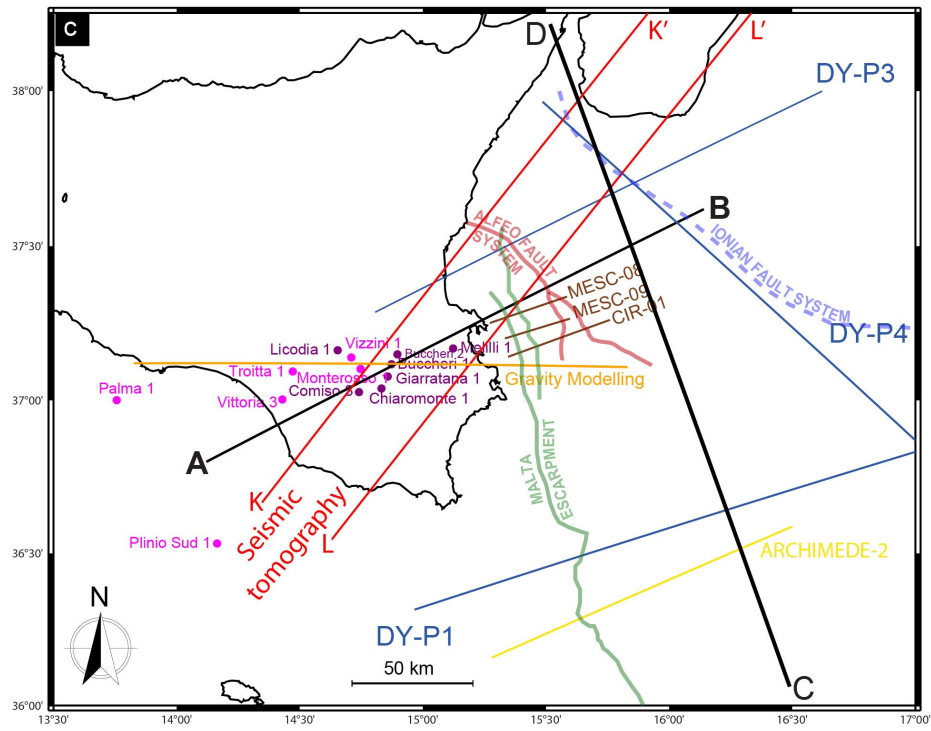 C
D
K'
L'
DY-P3
38°00'
B
ALFEO FAULT
SYSTEM
IONIAN FAULT SYSTEM
37°30'
MESC-08
MESC-09
CIR-01
DY-P4
Vizzini 1
Licodia 1
Buccheri 2
Melilli 1
Buccheri 1
Troitta 1
Monterosso 1
Giarratana 1
Gravity Modelling
Palma 1
Comiso 3
Chiaromonte 1
37°00'
Vittoria 3
A
MALTA
ESCARPMENT
K
Seismic
tomography
L
Plinio Sud 1
36°30'
ARCHIMEDE-2
N
DY-P1
50 km
C
36°00'
13°30'
14°00'
14°30'
15°00'
15°30'
16°00'
16°30'
17°00'